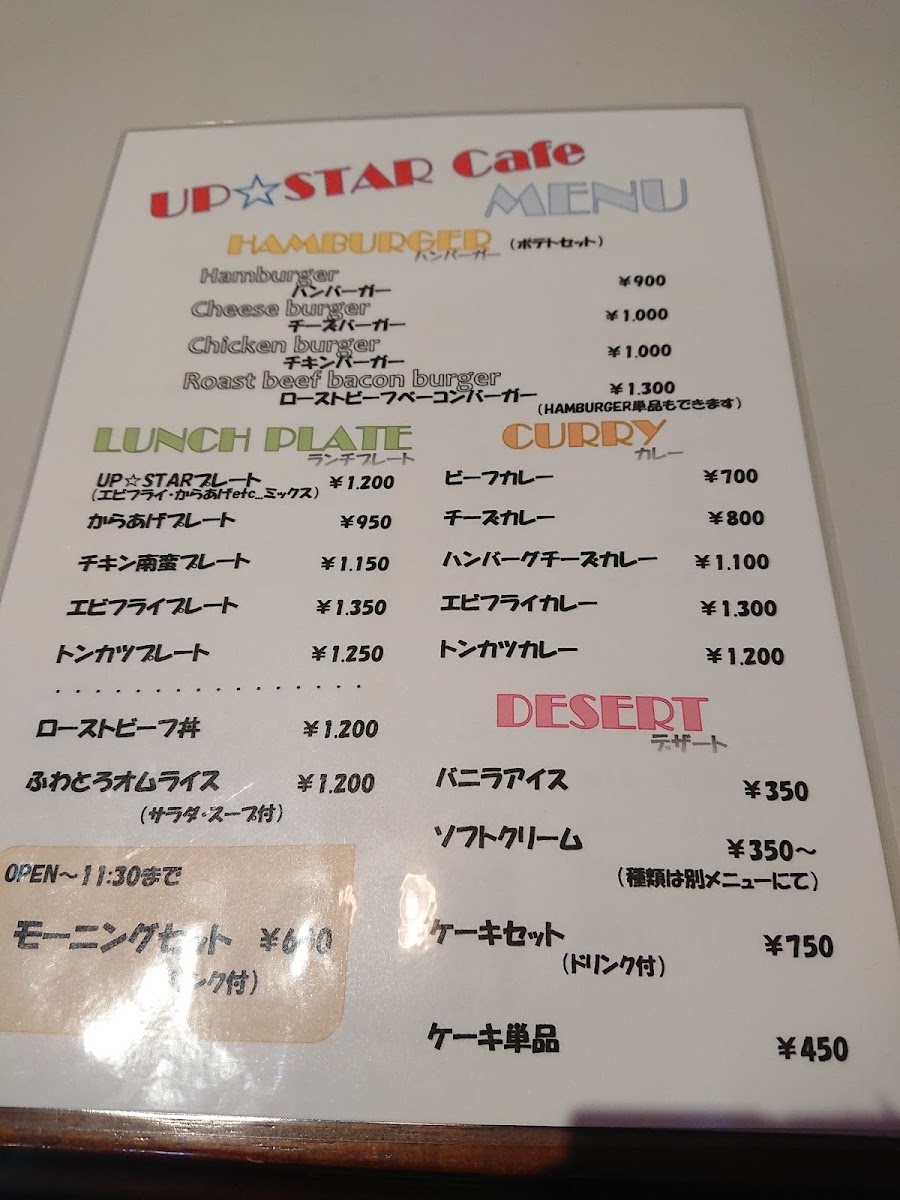 UP☆STAR Cafe
MENU
HAMBURGER (ポテトセット)
ハンバーガー
Hamburger
ハンバーガー ¥900
Cheese burger
チーズバーガー ¥1.000
Chicken burger
チキンバーガー ¥1.000
Roast beef bacon burger
ローストビーフベーコンバーガー ¥1.300
(HAMBURGER単品もできます)
LUNCH PLATE
ランチプレート
UP☆STARプレート ¥1.200
(エビフライ・からあげetc...ミックス)
からあげプレート ¥950
チキン南蛮プレート ¥1.150
エビフライプレート ¥1.350
トンカツプレート ¥1.250
ローストビーフ丼 ¥1.200
ふわとろオムライス ¥1.200
(サラダ・スープ付)
OPEN～11:30まで
モーニングセット
ンク付)
CURRY
カレー
ビーフカレー ¥700
チーズカレー ¥800
ハンバーグチーズカレー ¥1.100
エビフライカレー ¥1.300
トンカツカレー ¥1.200
DESERT
デザート
バニラアイス ¥350
ソフトクリーム ¥350～
(種類は別メニューにて)
ケーキセット ¥750
(ドリンク付)
ケーキ単品 ¥450